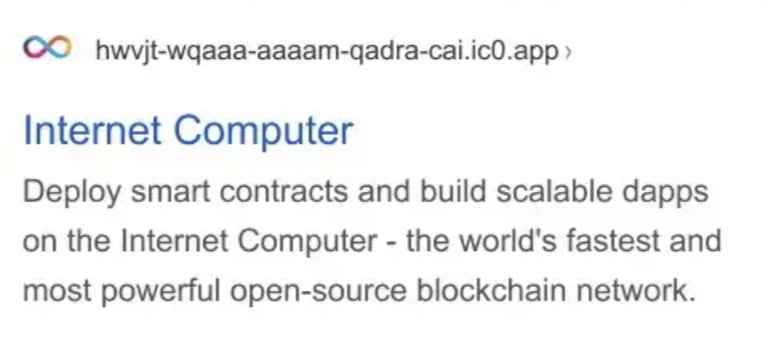 hwvjt-wqaaa-aaaam-qadra-cai.ic0.app ›
Internet Computer
Deploy smart contracts and build scalable dapps
on the Internet Computer - the world's fastest and
most powerful open-source blockchain network.